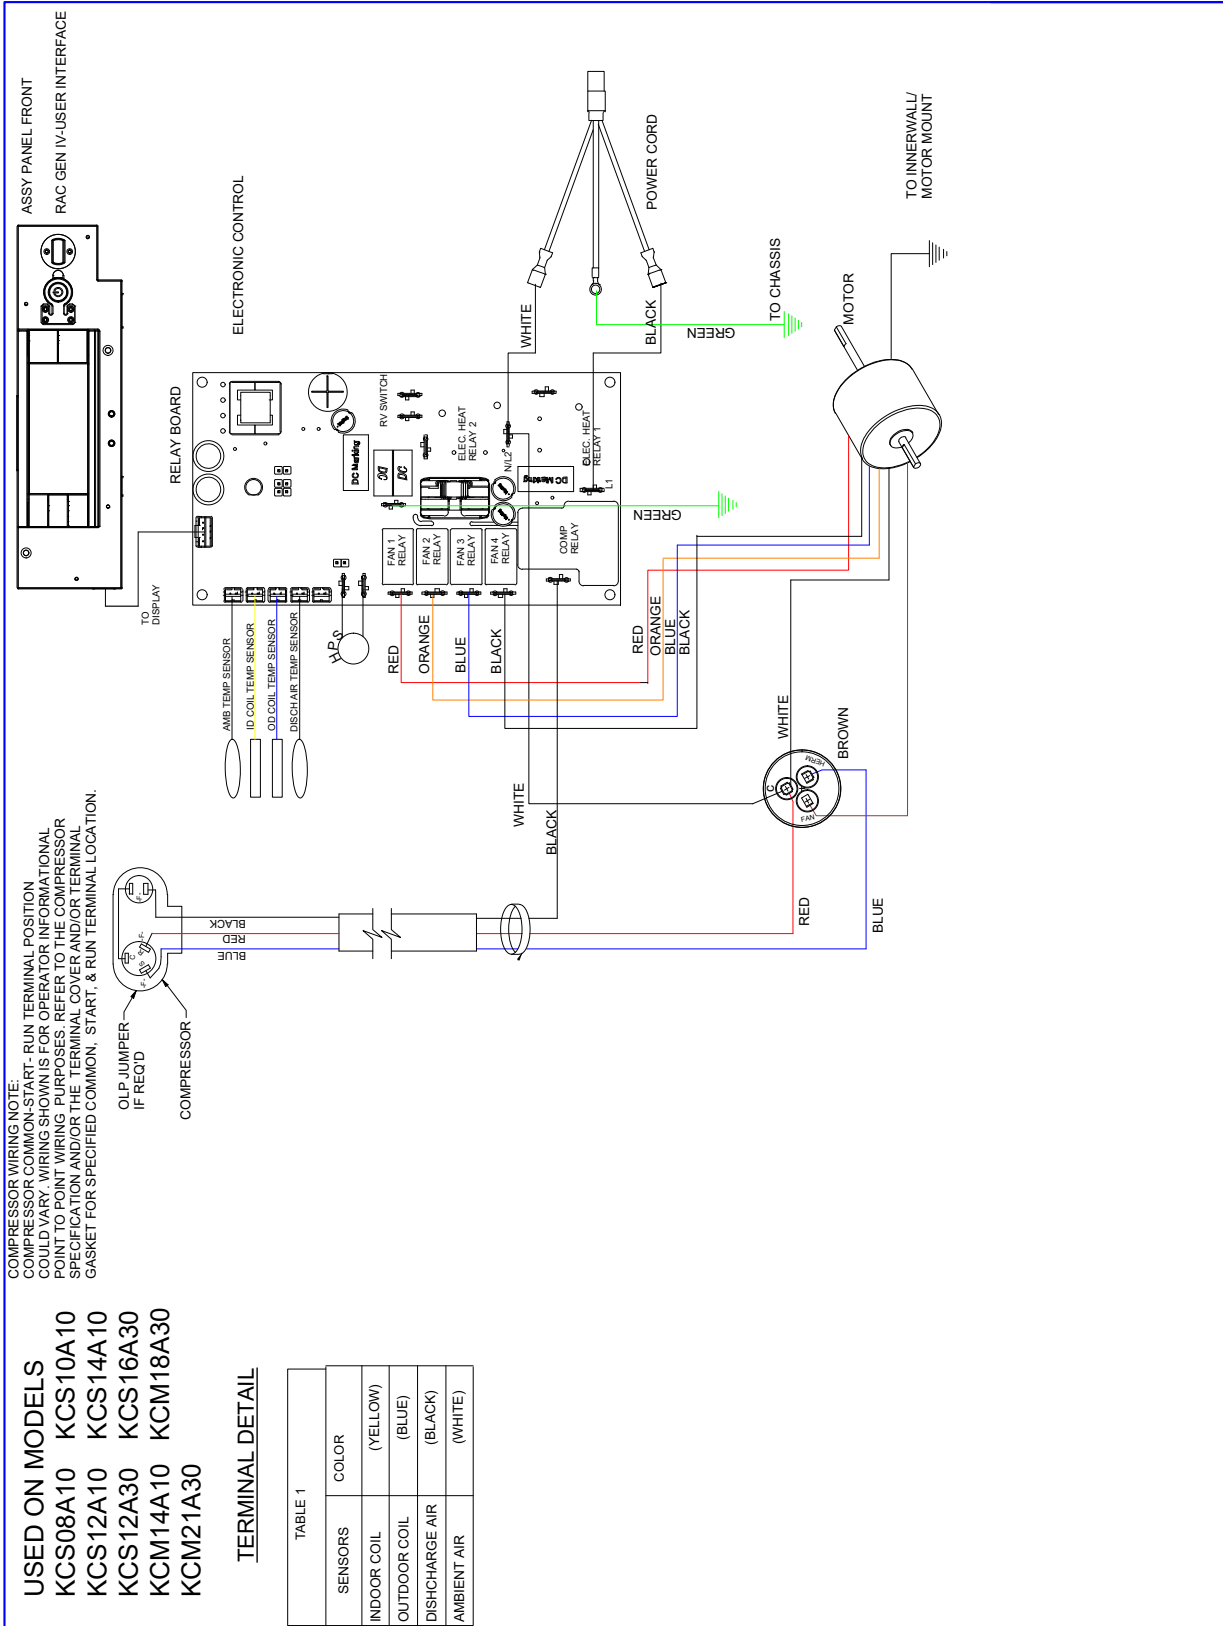 COMPRESSOR WIRING NOTE:
COMPRESSOR COMMON-START- RUN TERMINAL POSITION
COULD VARY. WIRING SHOWN IS FOR OPERATOR INFORMATIONAL
POINT TO POINT WIRING PURPOSES. REFER TO THE COMPRESSOR
SPECIFICATION AND/OR THE TERMINAL COVER AND/OR TERMINAL
GASKET FOR SPECIFIED COMMON, START, & RUN TERMINAL LOCATION.
USED ON MODELS
KCS08A10 KCS10A10
KCS12A10 KCS14A10
KCS12A30 KCS16A30
KCM14A10 KCM18A30
KCM21A30
TERMINAL DETAIL
TABLE 1
SENSORS COLOR
INDOOR COIL (YELLOW)
OUTDOOR COIL (BLUE)
DISHCHARGE AIR (BLACK)
AMBIENT AIR (WHITE)
OLP JUMPER
IF REQ'D
COMPRESSOR
C
R
S
F
F
F
BLACK
RED
BLUE
ASSY PANEL FRONT
RAC GEN IV-USER INTERFACE
TO
DISPLAY
RELAY BOARD
ELECTRONIC CONTROL
AMB TEMP SENSOR
ID COIL TEMP SENSOR
OD COIL TEMP SENSOR
DISCH AIR TEMP SENSOR
H.P.S
DC Marking
DC
DC
RV SWITCH
FAN 1
RELAY
FAN 2
RELAY
FAN 3
RELAY
FAN 4
RELAY
ELEC. HEAT
RELAY 2
N/L2
DC Marking
ELEC. HEAT
RELAY 1
L1
COMP
RELAY
RED
ORANGE
BLUE
BLACK
WHITE
BLACK
WHITE
BLACK
GREEN
GREEN
POWER CORD
TO CHASSIS
RED
ORANGE
BLUE
BLACK
MOTOR
TO INNERWALL/
MOTOR MOUNT
WHITE
BROWN
C
HERM
FAN
RED
BLUE